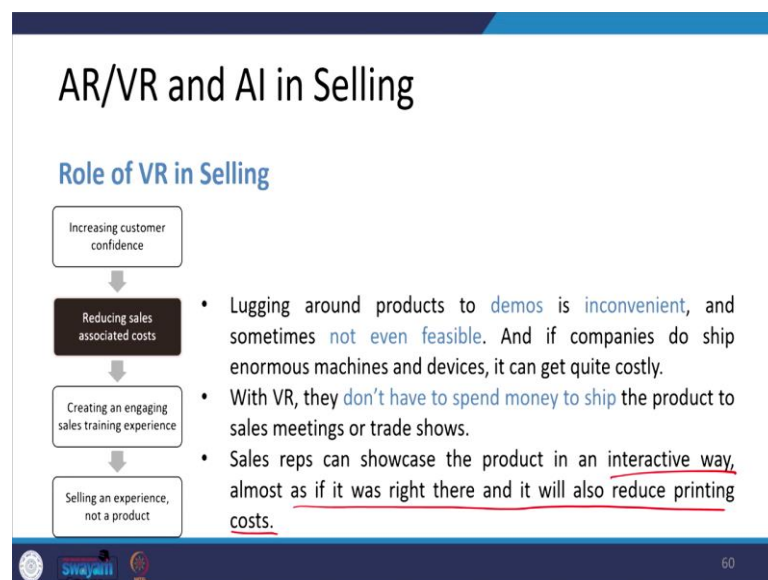 AR/VR and AI in Selling
Role of VR in Selling
Increasing customer
confidence
Reducing sales
associated costs
Creating an engaging
sales training experience
Selling an experience,
not a product
• Lugging around products to demos is inconvenient, and
sometimes not even feasible. And if companies do ship
enormous machines and devices, it can get quite costly.
• With VR, they don't have to spend money to ship the product to
sales meetings or trade shows.
• Sales reps can showcase the product in an interactive way,
almost as if it was right there and it will also reduce printing
costs.
swayam
60